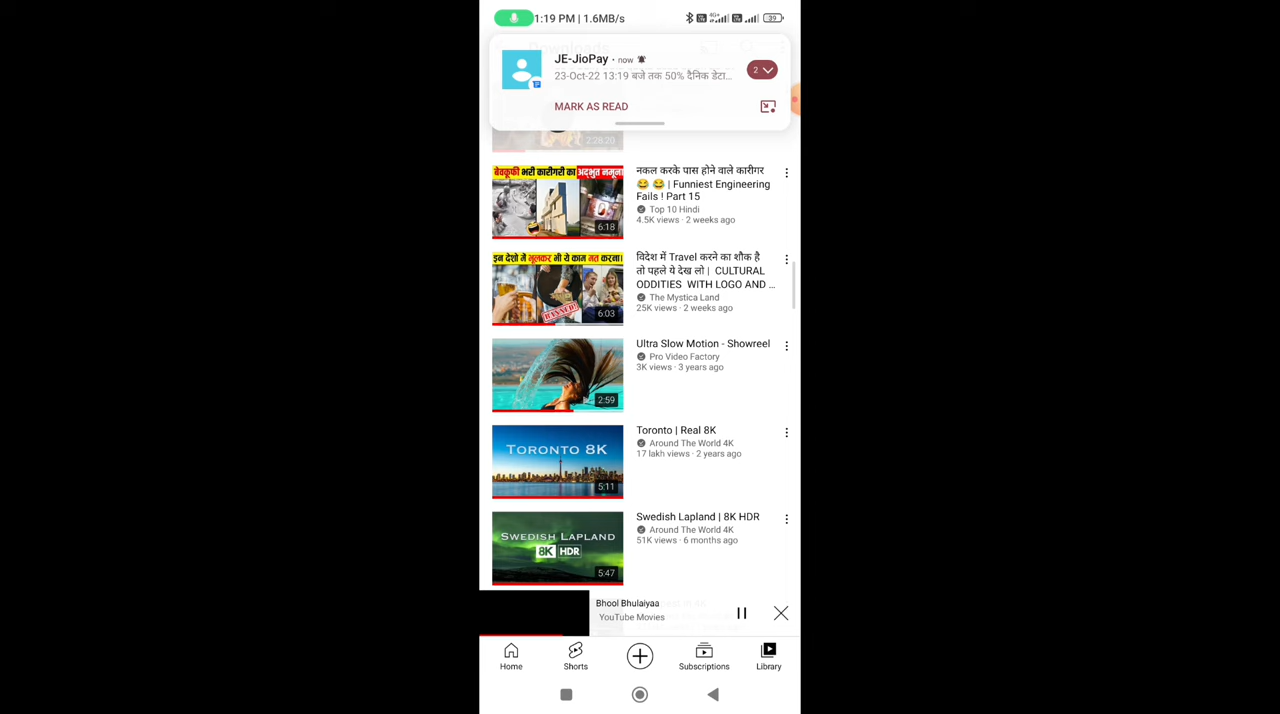 1:19 PM | 1.6MB/s
4G+
39
Downloads
JE-JioPay · now
23-Oct-22 13:19 बजे तक 50% दैनिक डेटा...
2
MARK AS READ
2:26:20
बेवकूफी भरी कारीगरी का अद्भुत नमूना
6:18
नकल करके पास होने वाले कारीगर
😂 😂 | Funniest Engineering
Fails ! Part 15
Top 10 Hindi
4.5K views · 2 weeks ago
इन देशो में भूलकर भी ये काम मत करना।
BANNED!
6:03
विदेश में Travel करने का शौक है
तो पहले ये देख लो | CULTURAL
ODDITIES WITH LOGO AND ...
The Mystica Land
25K views · 2 weeks ago
2:59
Ultra Slow Motion - Showreel
Pro Video Factory
3K views · 3 years ago
TORONTO 8K
5:11
Toronto | Real 8K
Around The World 4K
17 lakh views · 2 years ago
SWEDISH LAPLAND
8K HDR
5:47
Swedish Lapland | 8K HDR
Around The World 4K
51K views · 6 months ago
Bhool Bhulaiyaa
YouTube Movies
Home
Shorts
Subscriptions
Library